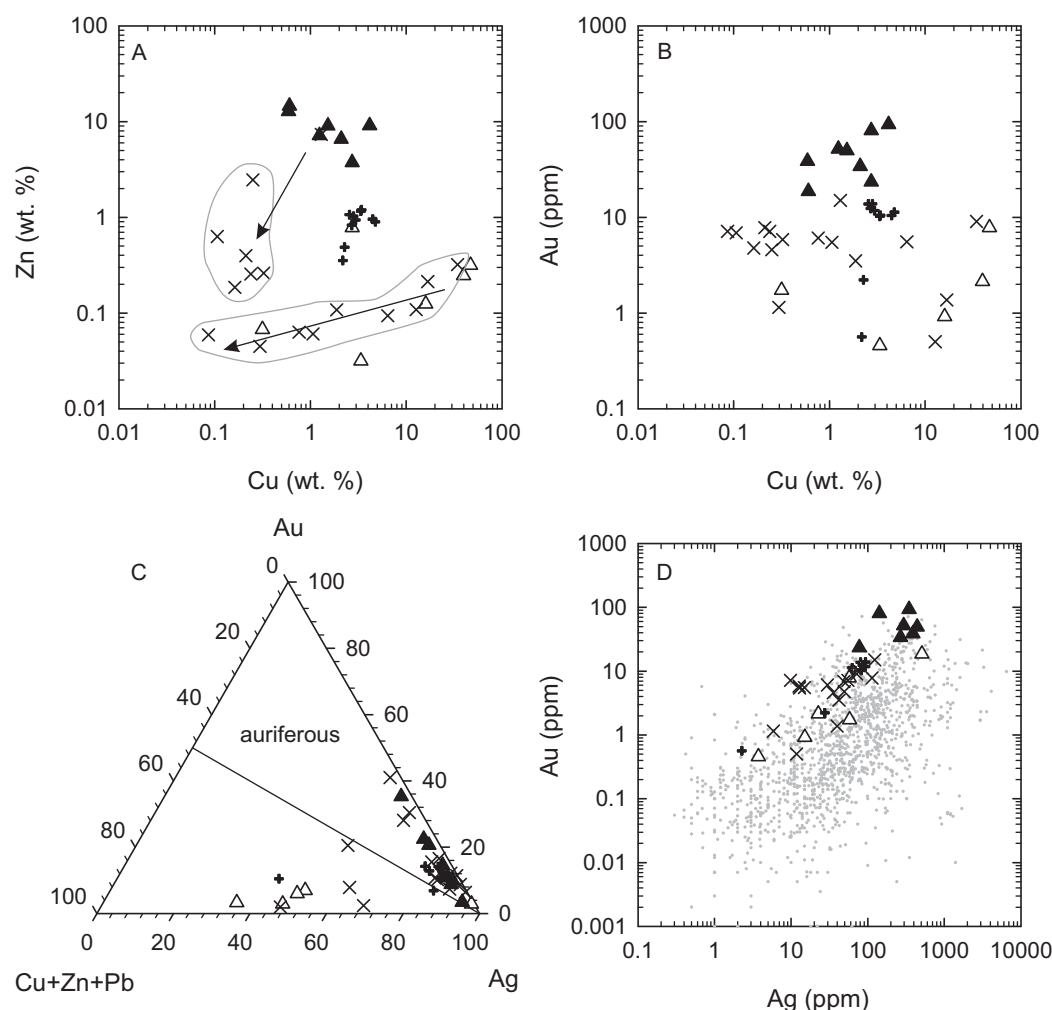 A
100
10
1
0.1
0.01
Zn (wt. %)
0.01 0.1 1 10 100
Cu (wt. %)
B
1000
100
10
1
0.1
Au (ppm)
0.01 0.1 1 10 100
Cu (wt. %)
C
Au
0
20
40
60
80
100
100
80
60
40
20
0
auriferous
0 20 40 60 80 100
Cu+Zn+Pb
Ag
D
1000
100
10
1
0.1
0.01
0.001
Au (ppm)
0.1 1 10 100 1000 10000
Ag (ppm)